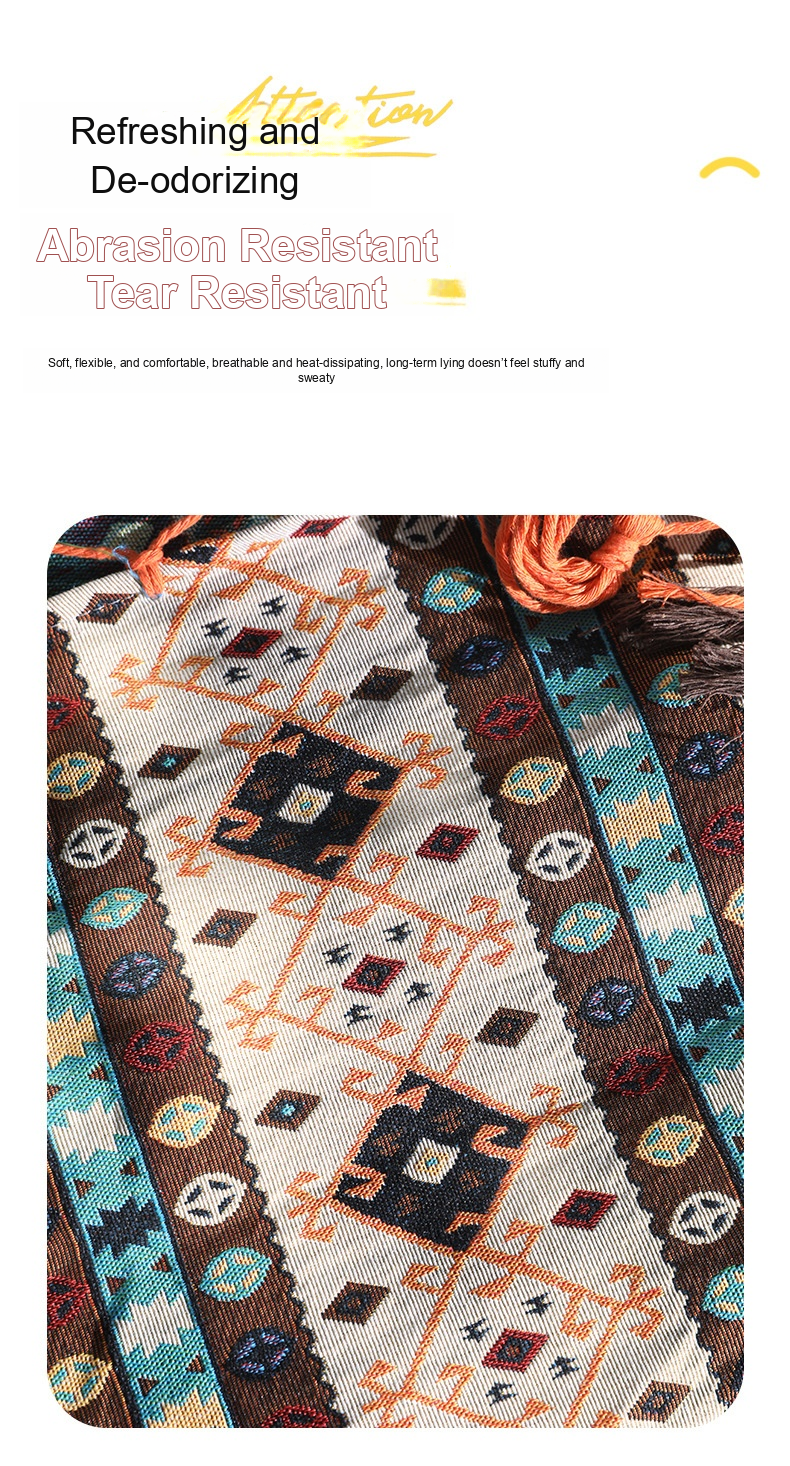 Attention
Refreshing and
De-odorizing
Abrasion Resistant
Tear Resistant
Soft, flexible, and comfortable, breathable and heat-dissipating, long-term lying doesn't feel stuffy and
sweaty